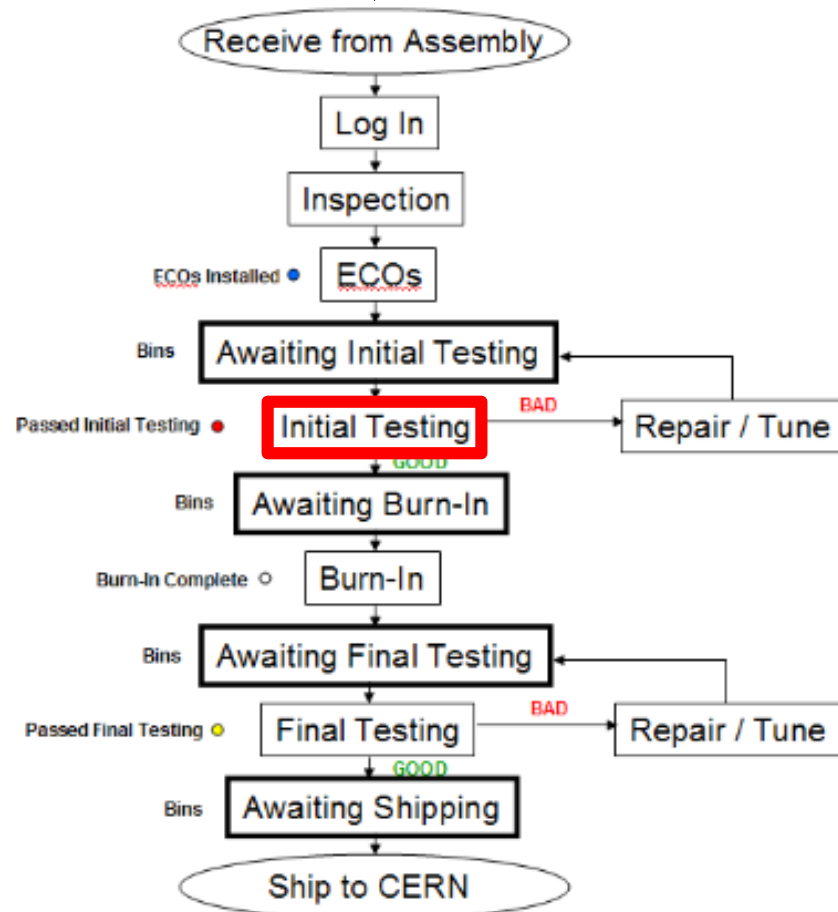 Receive from Assembly
Log In
Inspection
ECOs Installed
ECOs
Bins
Awaiting Initial Testing
Passed Initial Testing
Initial Testing
BAD
Repair / Tune
GOOD
Bins
Awaiting Burn-In
Burn-In Complete
Burn-In
Bins
Awaiting Final Testing
Passed Final Testing
Final Testing
BAD
Repair / Tune
GOOD
Bins
Awaiting Shipping
Ship to CERN